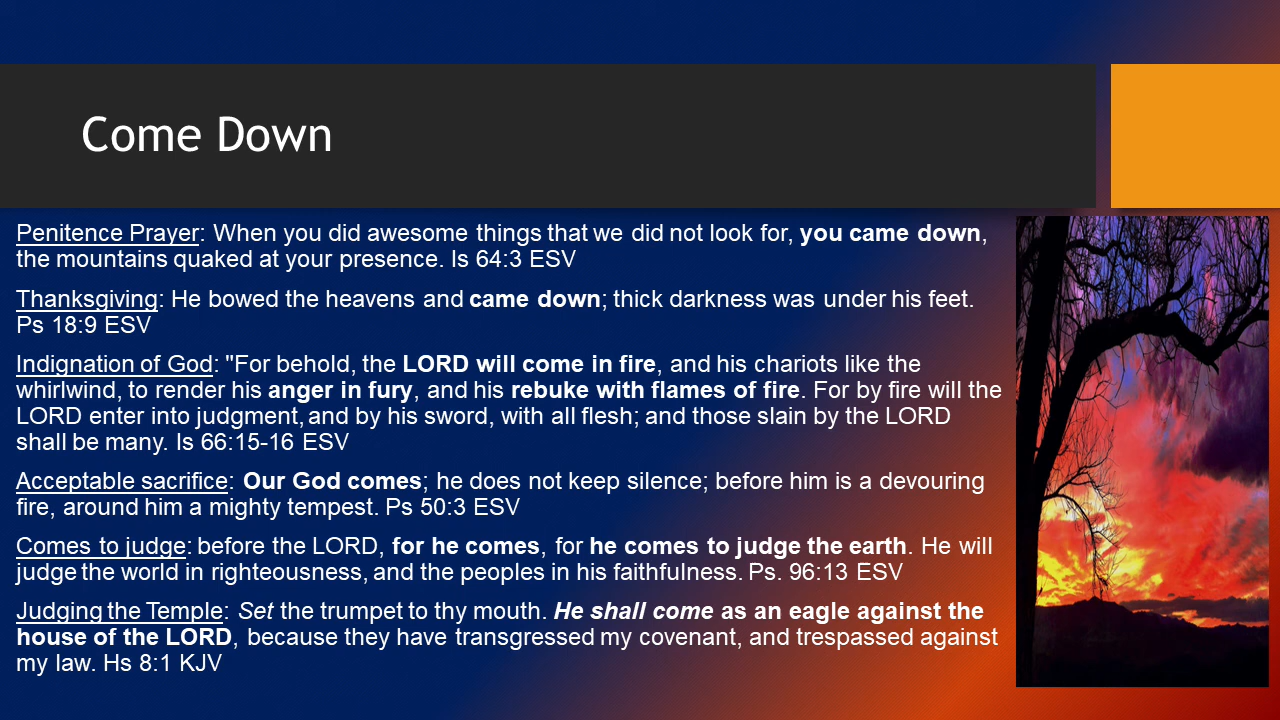 Come Down
Penitence Prayer: When you did awesome things that we did not look for, you came down,
the mountains quaked at your presence. Is 64:3 ESV
Thanksgiving: He bowed the heavens and came down; thick darkness was under his feet.
Ps 18:9 ESV
Indignation of God: "For behold, the LORD will come in fire, and his chariots like the
whirlwind, to render his anger in fury, and his rebuke with flames of fire. For by fire will the
LORD enter into judgment, and by his sword, with all flesh; and those slain by the LORD
shall be many. Is 66:15-16 ESV
Acceptable sacrifice: Our God comes; he does not keep silence; before him is a devouring
fire, around him a mighty tempest. Ps 50:3 ESV
Comes to judge: before the LORD, for he comes, for he comes to judge the earth. He will
judge the world in righteousness, and the peoples in his faithfulness. Ps. 96:13 ESV
Judging the Temple: Set the trumpet to thy mouth. He shall come as an eagle against the
house of the LORD, because they have transgressed my covenant, and trespassed against
my law. Hs 8:1 KJV